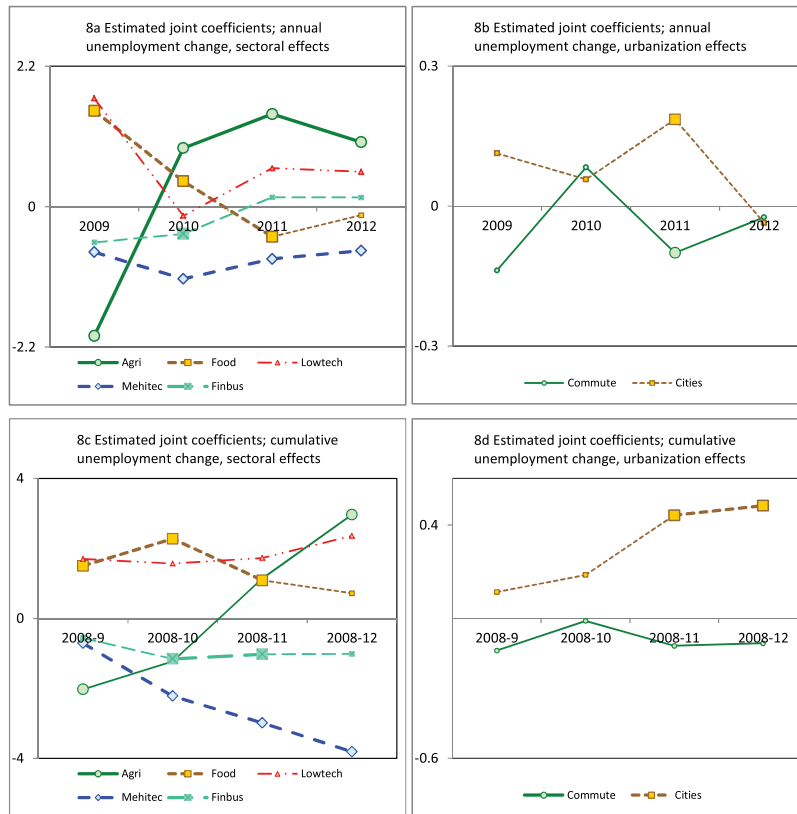 8a Estimated joint coefficients; annual
unemployment change, sectoral effects
2.2
0
-2.2
2009 2010 2011 2012
Agri Food Lowtech
Mehitec Finbus
8b Estimated joint coefficients; annual
unemployment change, urbanization effects
0.3
0
-0.3
2009 2010 2011 2012
Commute Cities
8c Estimated joint coefficients; cumulative
unemployment change, sectoral effects
4
0
-4
2008-9 2008-10 2008-11 2008-12
Agri Food Lowtech
Mehitec Finbus
8d Estimated joint coefficients; cumulative
unemployment change, urbanization effects
0.4
-0.6
2008-9 2008-10 2008-11 2008-12
Commute Cities